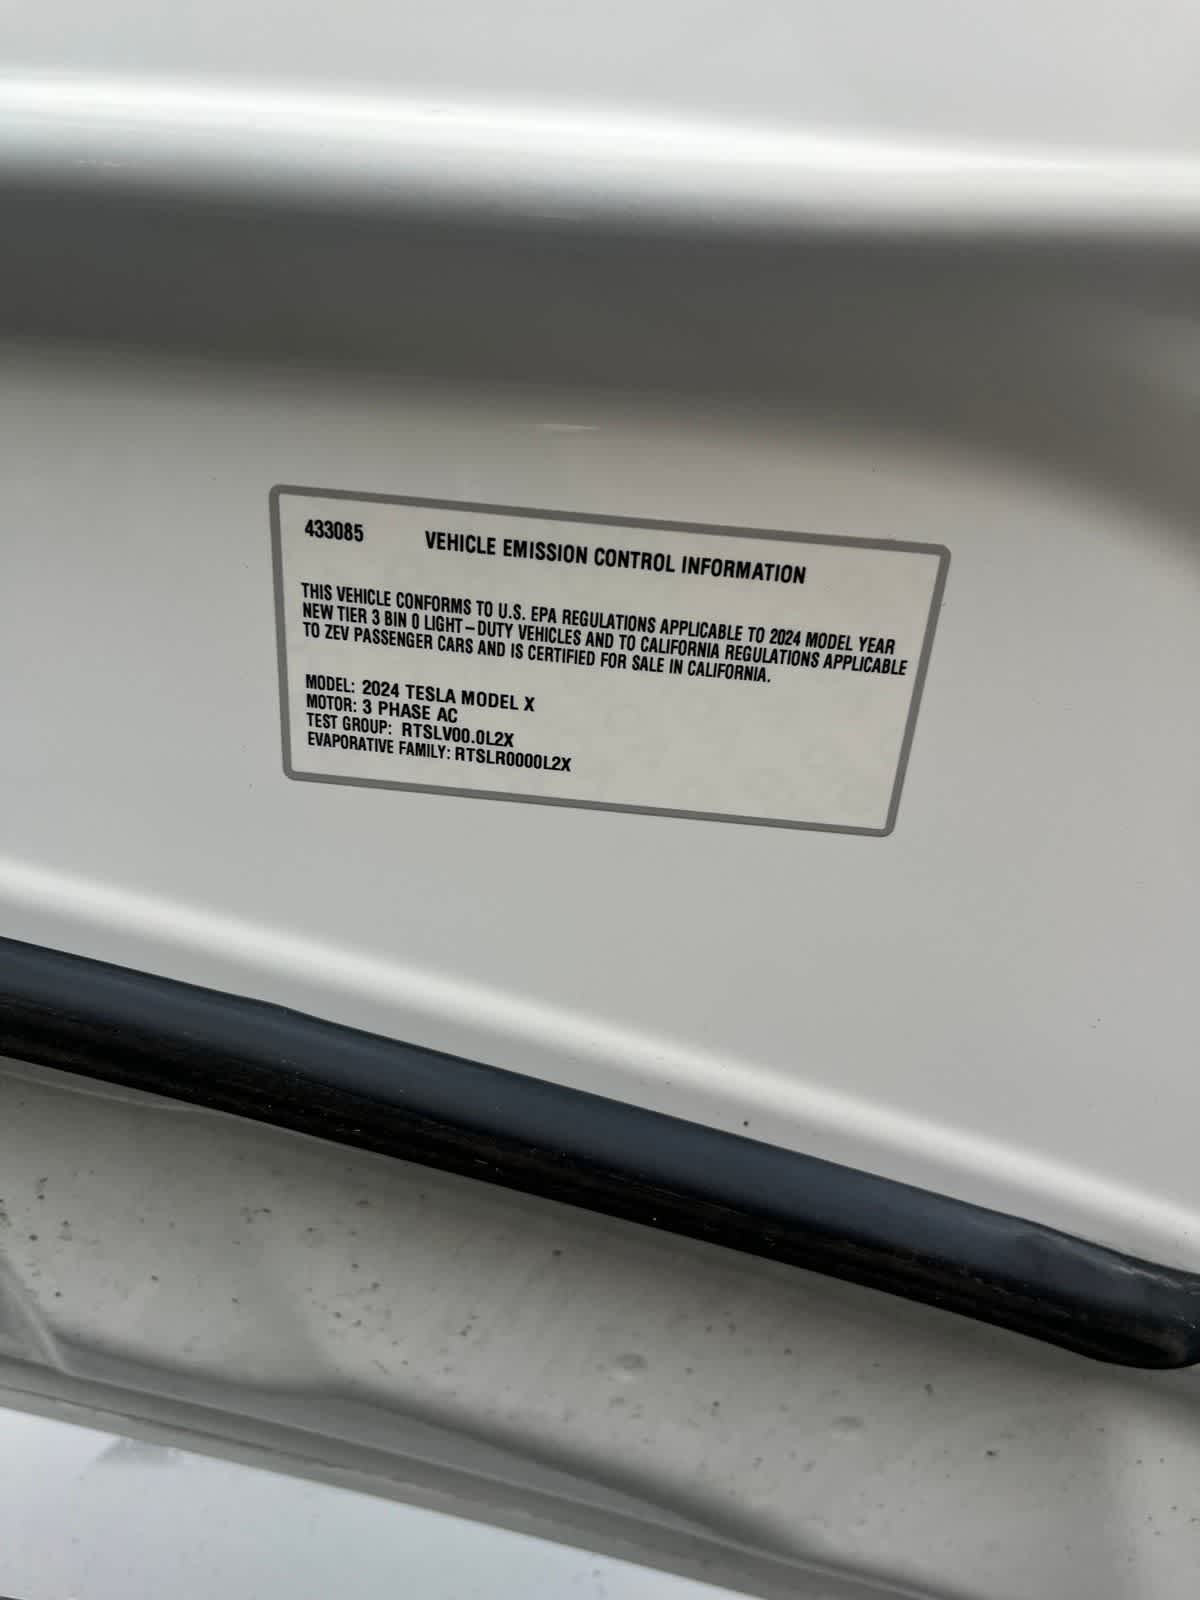 433085 VEHICLE EMISSION CONTROL INFORMATION
THIS VEHICLE CONFORMS TO U.S. EPA REGULATIONS APPLICABLE TO 2024 MODEL YEAR
NEW TIER 3 BIN 0 LIGHT-DUTY VEHICLES AND TO CALIFORNIA REGULATIONS APPLICABLE
TO ZEV PASSENGER CARS AND IS CERTIFIED FOR SALE IN CALIFORNIA.
MODEL: 2024 TESLA MODEL X
MOTOR: 3 PHASE AC
TEST GROUP: RTSLV00.0L2X
EVAPORATIVE FAMILY: RTSLR0000L2X